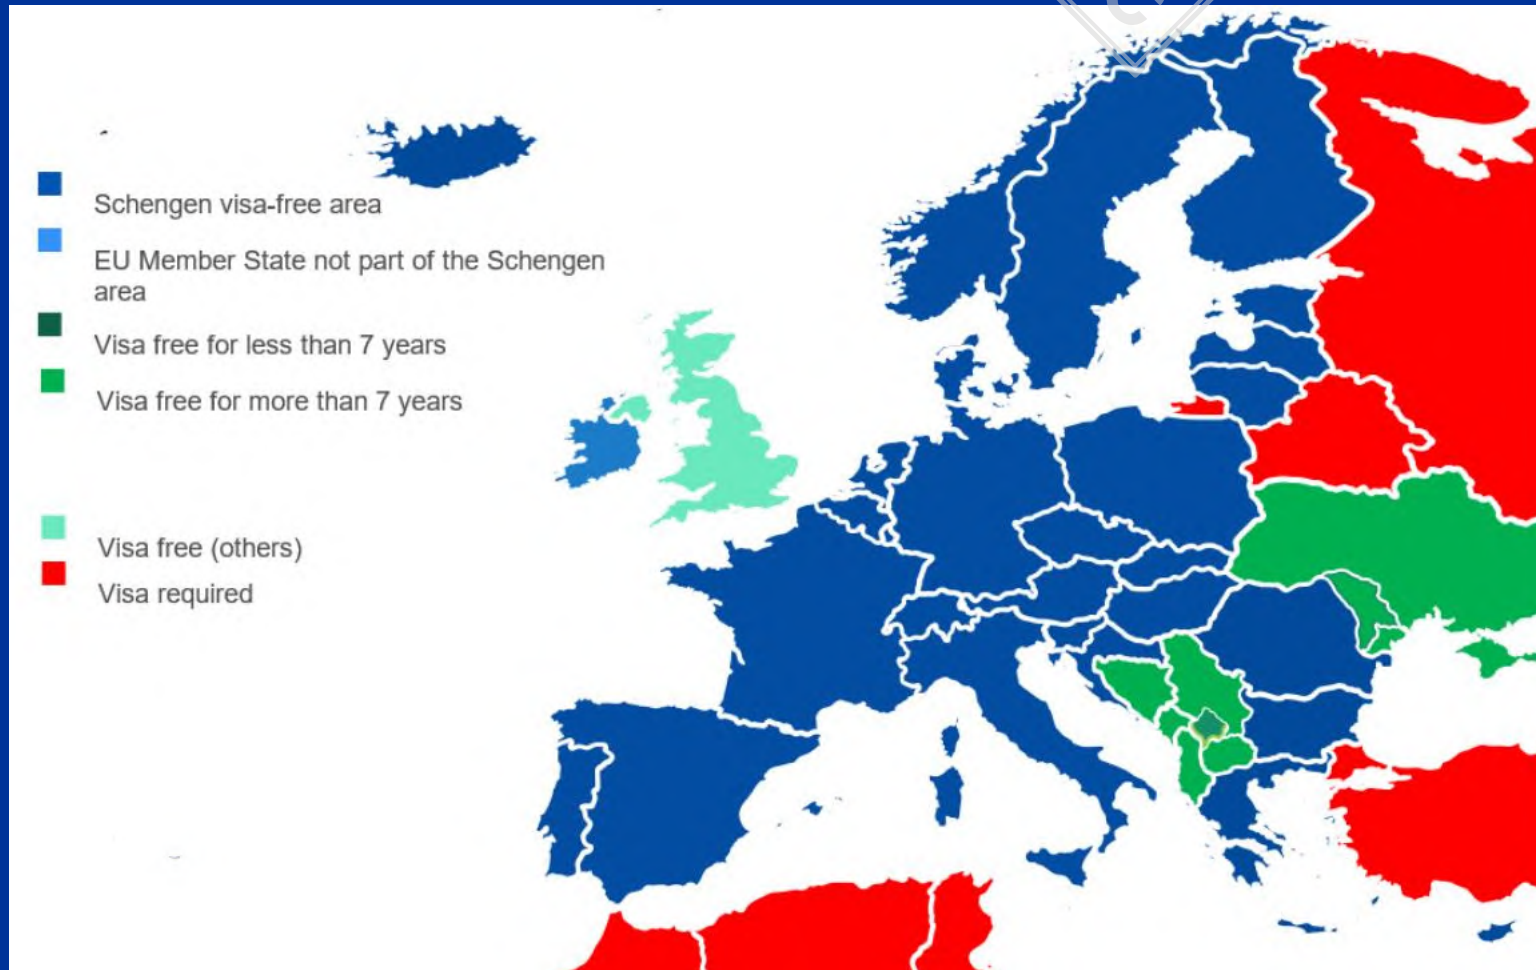 Schengen visa-free area
EU Member State not part of the Schengen
area
Visa free for less than 7 years
Visa free for more than 7 years
Visa free (others)
Visa required